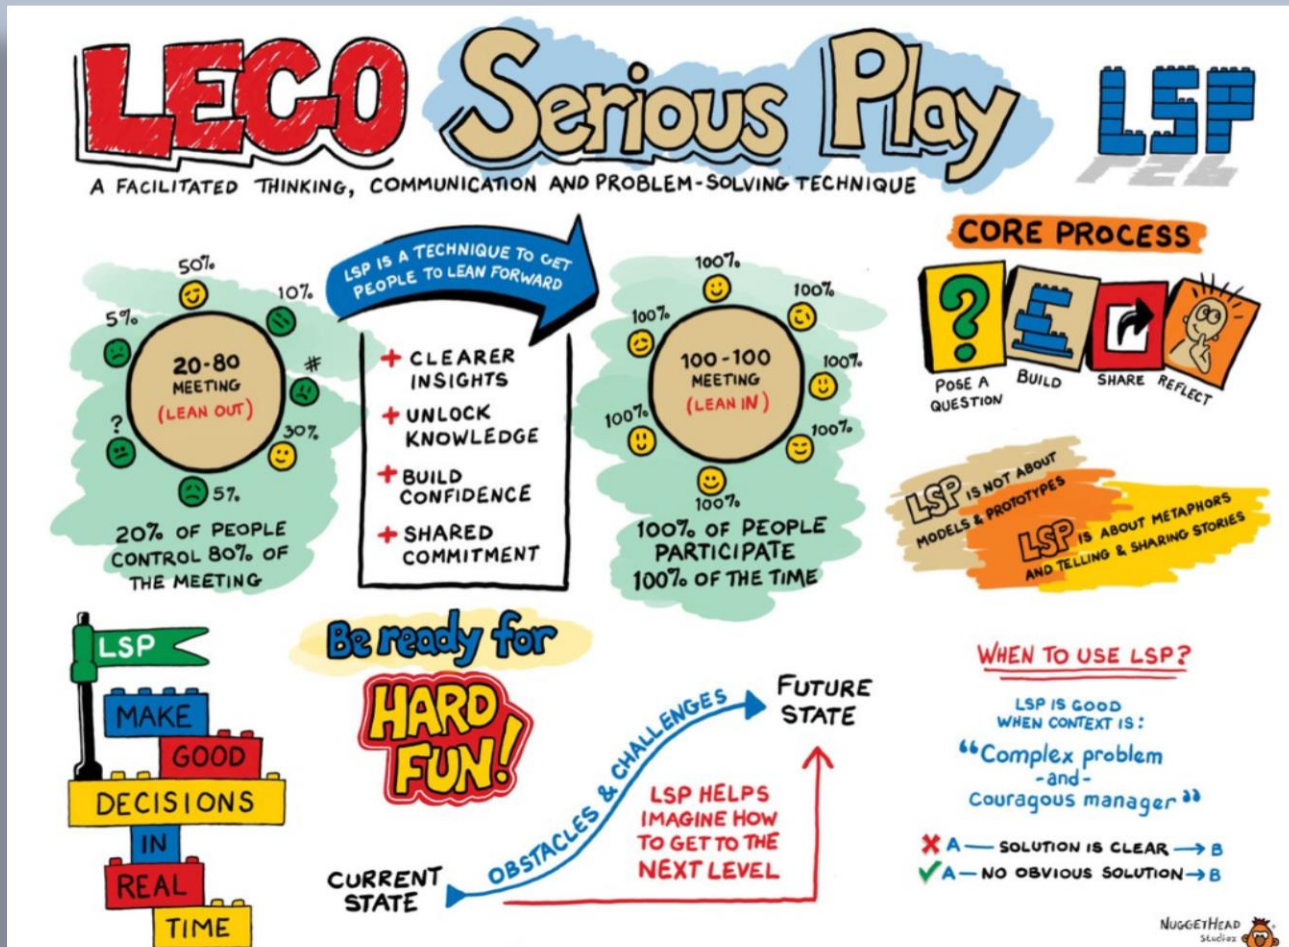 LEGO Serious Play
LSP
A FACILITATED THINKING, COMMUNICATION AND PROBLEM-SOLVING TECHNIQUE
50%
10%
5%
#
?
30%
5%
20-80
MEETING
(LEAN OUT)
20% OF PEOPLE
CONTROL 80% OF
THE MEETING
LSP IS A TECHNIQUE TO GET
PEOPLE TO LEAN FORWARD
+ CLEARER
INSIGHTS
+ UNLOCK
KNOWLEDGE
+ BUILD
CONFIDENCE
+ SHARED
COMMITMENT
100%
100%
100%
100%
100%
100%
100%
100%
100-100
MEETING
(LEAN IN)
100% OF PEOPLE
PARTICIPATE
100% OF THE TIME
CORE PROCESS
?
POSE A
QUESTION
BUILD
SHARE
REFLECT
LSP IS NOT ABOUT
MODELS & PROTOTYPES
LSP IS ABOUT METAPHORS
AND TELLING & SHARING STORIES
LSP
MAKE
GOOD
DECISIONS
IN
REAL
TIME
Be ready for
HARD
FUN!
CURRENT
STATE
OBSTACLES & CHALLENGES
FUTURE
STATE
LSP HELPS
IMAGINE HOW
TO GET TO THE
NEXT LEVEL
WHEN TO USE LSP?
LSP IS GOOD
WHEN CONTEXT IS:
"Complex problem
-and-
Couragous manager"
✗ A — SOLUTION IS CLEAR → B
✓ A — NO OBVIOUS SOLUTION → B
NUGGETHEAD
Studioz